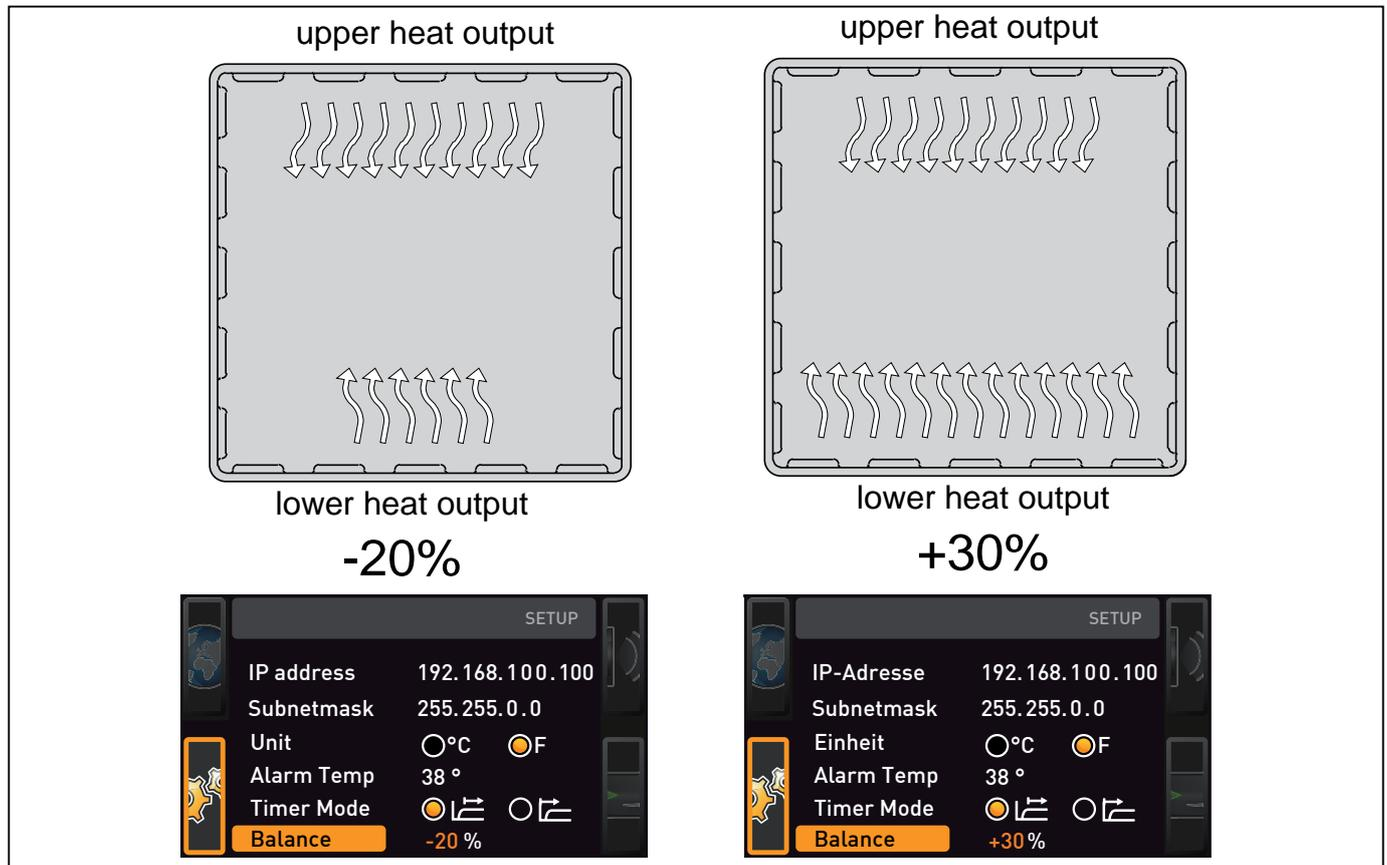 upper heat output
lower heat output
-20%
SETUP
IP address 192.168.100.100
Subnetmask 255.255.0.0
Unit °C F
Alarm Temp 38 °
Timer Mode
Balance -20 %
upper heat output
lower heat output
+30%
SETUP
IP-Adresse 192.168.100.100
Subnetmask 255.255.0.0
Einheit °C F
Alarm Temp 38 °
Timer Mode
Balance +30 %